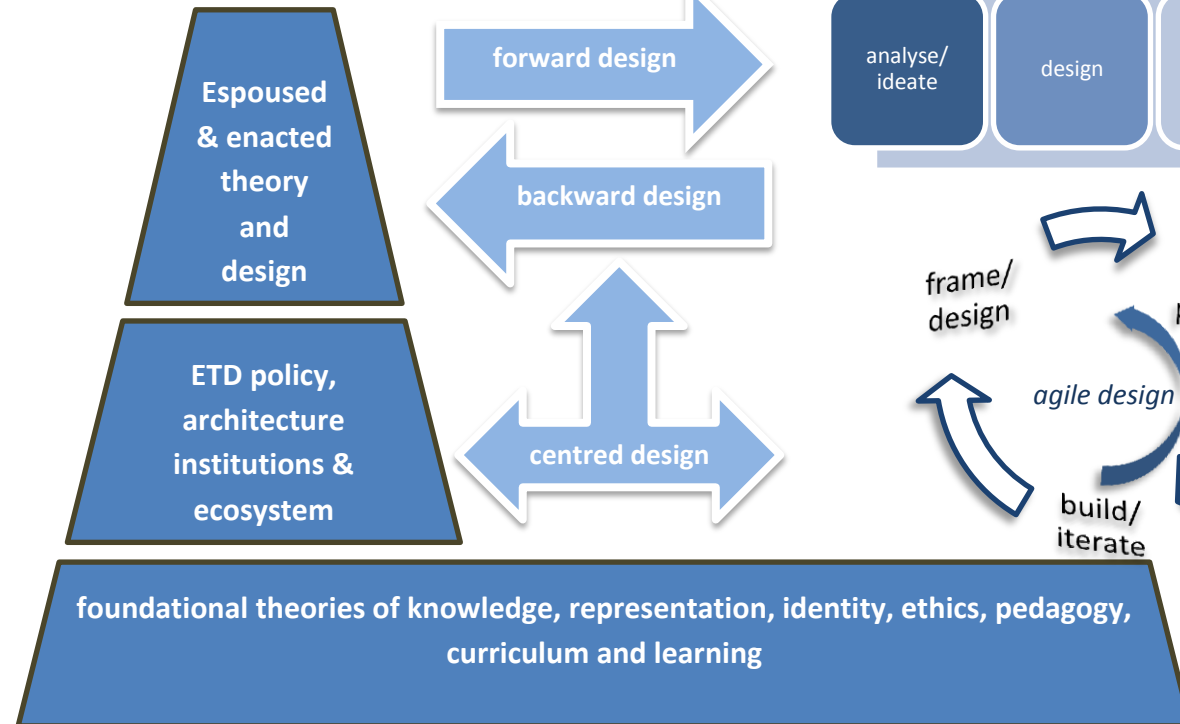 Espoused
& enacted
theory
and
design
ETD policy,
architecture
institutions &
ecosystem
forward design
backward design
centred design
analyse/
ideate
design
frame/
design
agile design
build/
iterate
foundational theories of knowledge, representation, identity, ethics, pedagogy,
curriculum and learning